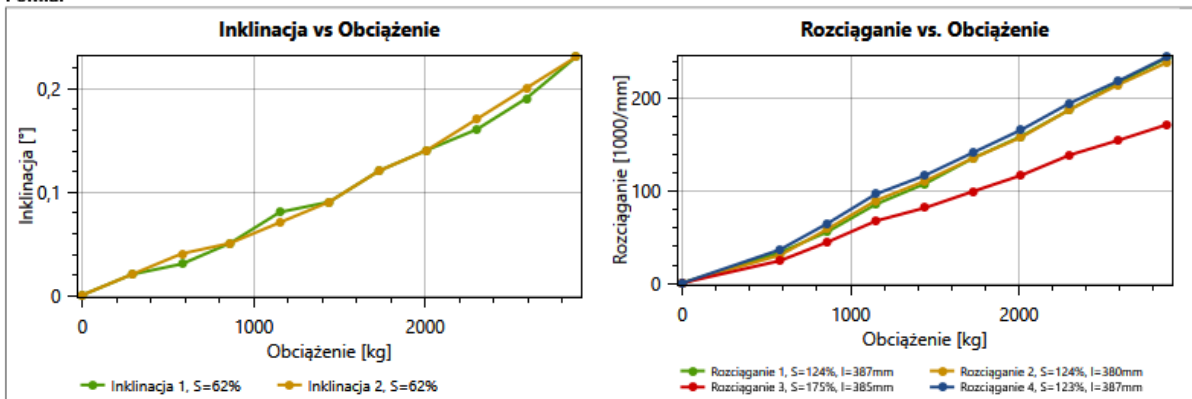 Inklinacja vs Obciążenie
Inklinacja [°]
0,2
0,1
0
0
1000
2000
Obciążenie [kg]
Inklinacja 1, S=62%
Inklinacja 2, S=62%
Rozciąganie vs. Obciążenie
Rozciąganie [1000/mm]
200
100
0
0
1000
2000
Obciążenie [kg]
Rozciąganie 1, S=124%, l=387mm
Rozciąganie 2, S=124%, l=380mm
Rozciąganie 3, S=175%, l=385mm
Rozciąganie 4, S=123%, l=387mm